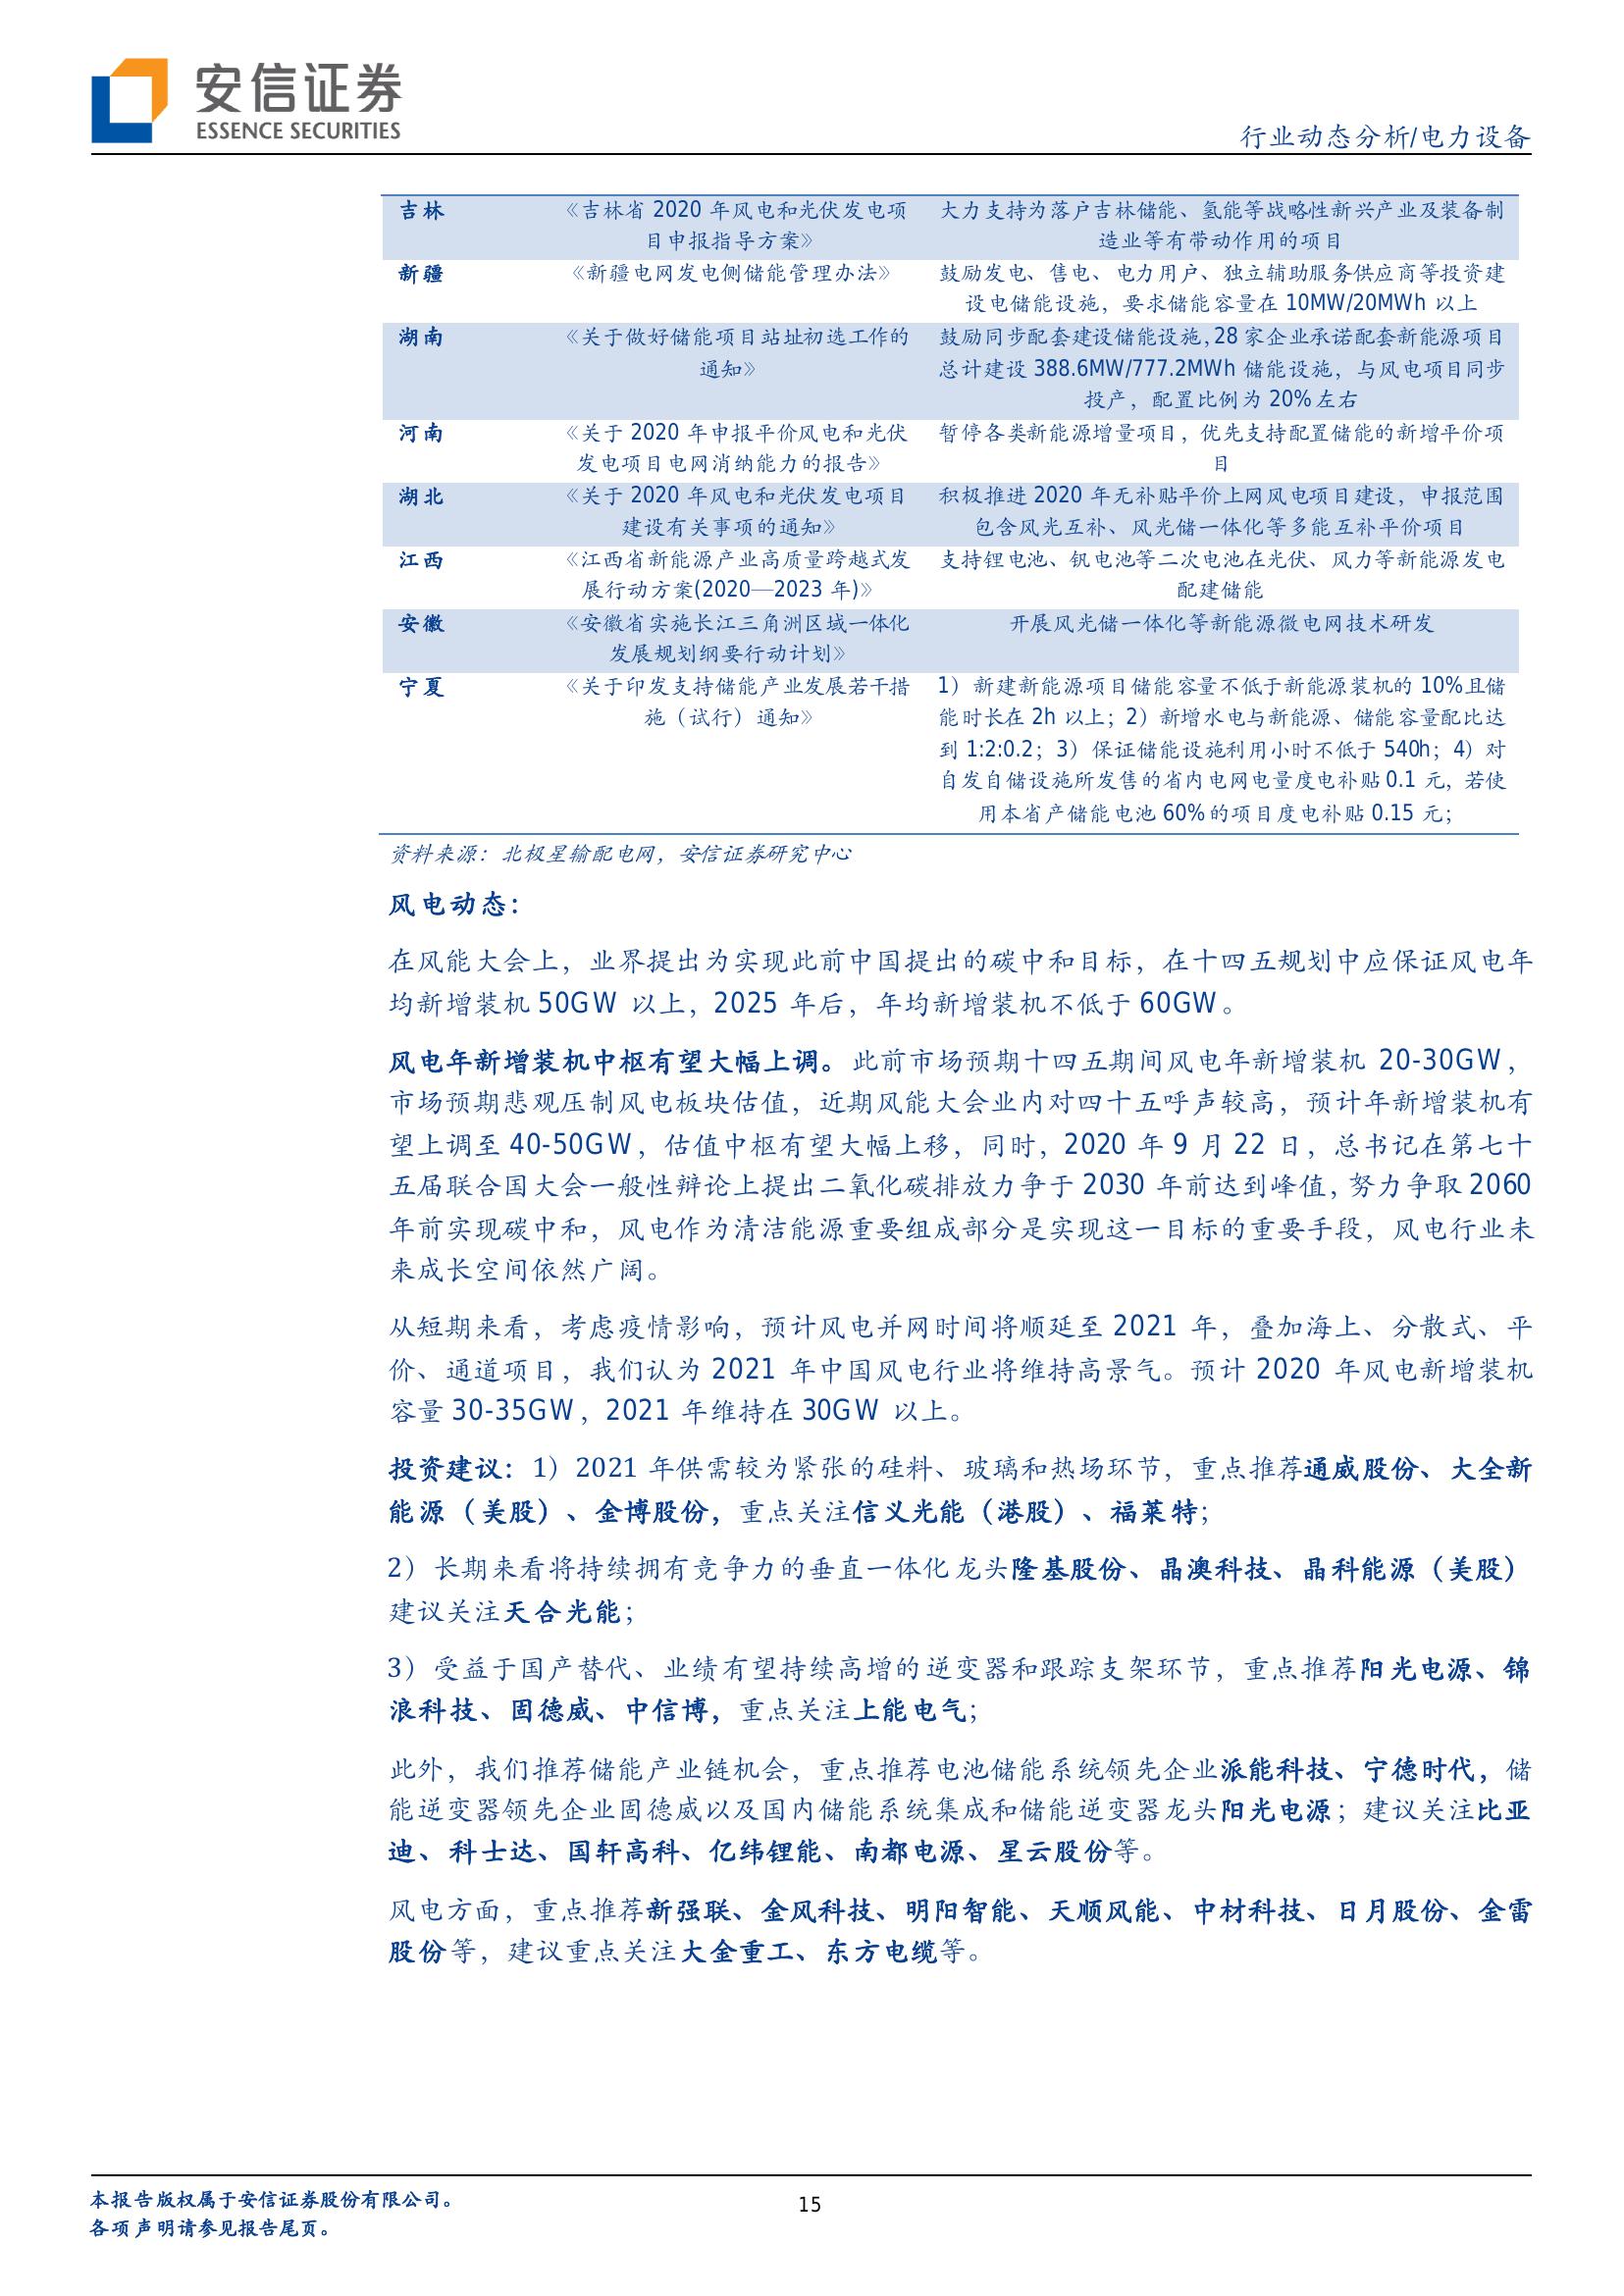 安信证券
ESSENCE SECURITIES
行业动态分析/电力设备
吉林 《吉林省 2020 年风电和光伏发电项 大力支持为落户吉林储能、氢能等战略性新兴产业及装备制
目申报指导方案》 造业等有带动作用的项目
新疆 《新疆电网发电侧储能管理办法》 鼓励发电、售电、电力用户、独立辅助服务供应商等投资建
设电储能设施，要求储能容量在 10MW/20MWh 以上
湖南 《关于做好储能项目站址初选工作的 鼓励同步配套建设储能设施，28 家企业承诺配套新能源项目
通知》 总计建设 388.6MW/777.2MWh 储能设施，与风电项目同步
投产，配置比例为 20%左右
河南 《关于 2020 年申报平价风电和光伏 暂停各类新能源增量项目，优先支持配置储能的新增平价项
发电项目电网消纳能力的报告》 目
湖北 《关于 2020 年风电和光伏发电项目 积极推进 2020 年无补贴平价上网风电项目建设，申报范围
建设有关事项的通知》 包含风光互补、风光储一体化等多能互补平价项目
江西 《江西省新能源产业高质量跨越式发 支持锂电池、钒电池等二次电池在光伏、风力等新能源发电
展行动方案(2020—2023 年)》 配建储能
安徽 《安徽省实施长江三角洲区域一体化 开展风光储一体化等新能源微电网技术研发
发展规划纲要行动计划》
宁夏 《关于印发支持储能产业发展若干措 1）新建新能源项目储能容量不低于新能源装机的 10%且储
施（试行）通知》 能时长在 2h 以上；2）新增水电与新能源、储能容量配比达
到 1:2:0.2；3）保证储能设施利用小时不低于 540h；4）对
自发自储设施所发售的省内电网电量度电补贴 0.1 元，若使
用本省产储能电池 60%的项目度电补贴 0.15 元；
资料来源：北极星输配电网，安信证券研究中心
风电动态：
在风能大会上，业界提出为实现此前中国提出的碳中和目标，在十四五规划中应保证风电年
均新增装机 50GW 以上，2025 年后，年均新增装机不低于 60GW。
风电年新增装机中枢有望大幅上调。此前市场预期十四五期间风电年新增装机 20-30GW，
市场预期悲观压制风电板块估值，近期风能大会业内对四十五呼声较高，预计年新增装机有
望上调至 40-50GW，估值中枢有望大幅上移，同时，2020 年 9 月 22 日，总书记在第七十
五届联合国大会一般性辩论上提出二氧化碳排放力争于 2030 年前达到峰值，努力争取 2060
年前实现碳中和，风电作为清洁能源重要组成部分是实现这一目标的重要手段，风电行业未
来成长空间依然广阔。
从短期来看，考虑疫情影响，预计风电并网时间将顺延至 2021 年，叠加海上、分散式、平
价、通道项目，我们认为 2021 年中国风电行业将维持高景气。预计 2020 年风电新增装机
容量 30-35GW，2021 年维持在 30GW 以上。
投资建议：1）2021 年供需较为紧张的硅料、玻璃和热场环节，重点推荐通威股份、大全新
能源（美股）、金博股份，重点关注信义光能（港股）、福莱特；
2）长期来看将持续拥有竞争力的垂直一体化龙头隆基股份、晶澳科技、晶科能源（美股）
建议关注天合光能；
3）受益于国产替代、业绩有望持续高增的逆变器和跟踪支架环节，重点推荐阳光电源、锦
浪科技、固德威、中信博，重点关注上能电气；
此外，我们推荐储能产业链机会，重点推荐电池储能系统领先企业派能科技、宁德时代，储
能逆变器领先企业固德威以及国内储能系统集成和储能逆变器龙头阳光电源；建议关注比亚
迪、科士达、国轩高科、亿纬锂能、南都电源、星云股份等。
风电方面，重点推荐新强联、金风科技、明阳智能、天顺风能、中材科技、日月股份、金雷
股份等，建议重点关注大金重工、东方电缆等。
本报告版权属于安信证券股份有限公司。
各项声明请参见报告尾页。
15